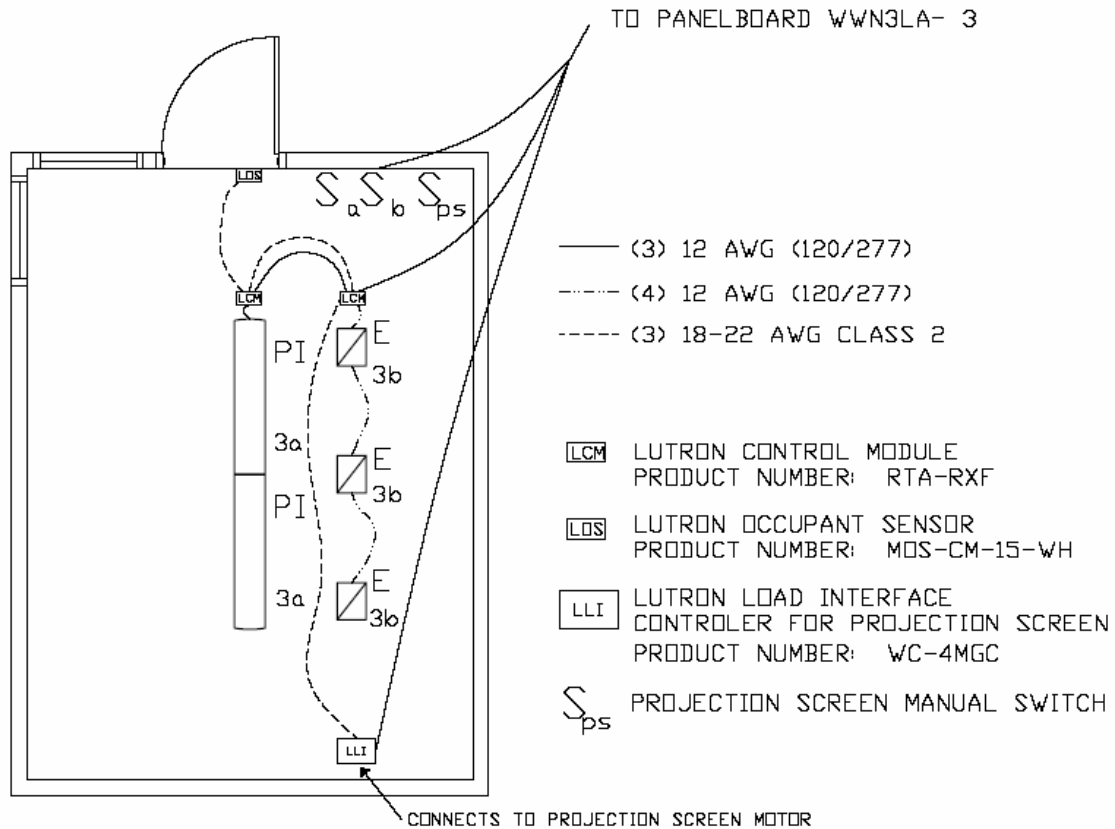 TO PANELBOARD WWN3LA- 3
LOS
S a S b S ps
LCM
LCM
PI
E
3b
3a
E
3b
PI
3a
E
3b
LLI
CONNECTS TO PROJECTION SCREEN MOTOR
(3) 12 AWG (120/277)
(4) 12 AWG (120/277)
(3) 18-22 AWG CLASS 2
LCM LUTRON CONTROL MODULE
PRODUCT NUMBER: RTA-RXF
LOS LUTRON OCCUPANT SENSOR
PRODUCT NUMBER: MOS-CM-15-WH
LLI LUTRON LOAD INTERFACE
CONTROLER FOR PROJECTION SCREEN
PRODUCT NUMBER: WC-4MGC
S ps PROJECTION SCREEN MANUAL SWITCH